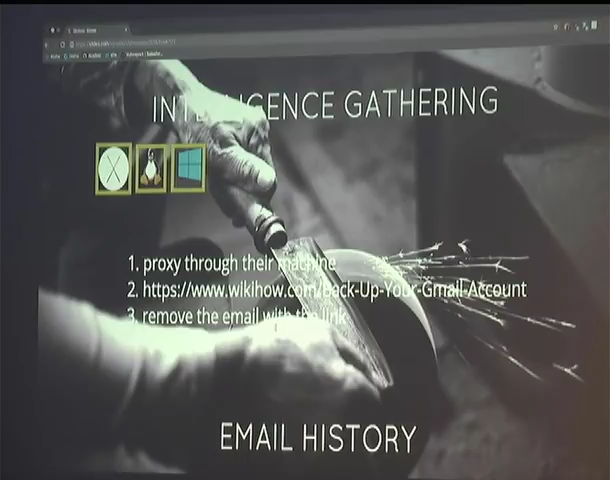 INTELLIGENCE GATHERING
X
1. proxy through their machine
2. https://www.wikihow.com/Back-Up-Your-Gmail-Account
3. remove the email with the link
EMAIL HISTORY